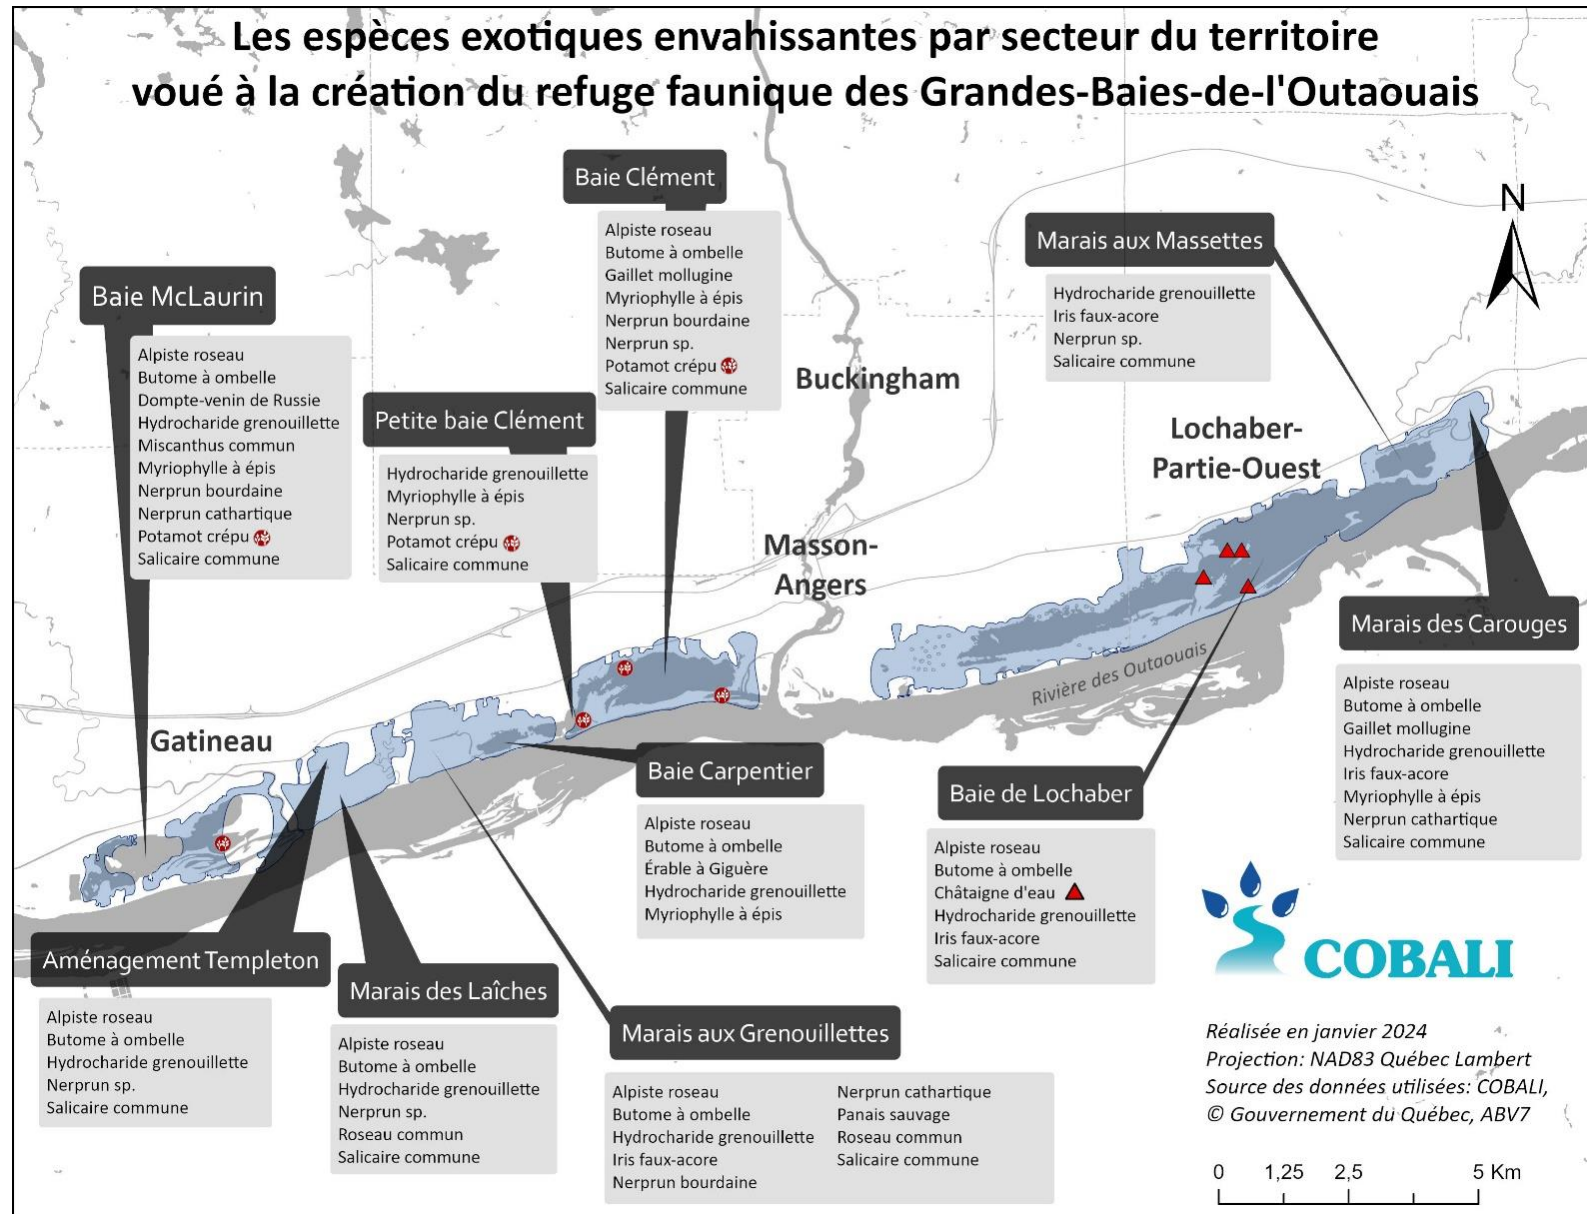 Les espèces exotiques envahissantes par secteur du territoire
voué à la création du refuge faunique des Grandes-Baies-de-l'Outaouais
Baie Clément
Alpiste roseau
Butome à ombelle
Gaillet mollugine
Myriophylle à épis
Nerprun bourdaine
Nerprun sp.
Potamot crépu
Salicaire commune
N
Marais aux Massettes
Hydrocharide grenouillette
Iris faux-acore
Nerprun sp.
Salicaire commune
Baie McLaurin
Alpiste roseau
Butome à ombelle
Dompte-venin de Russie
Hydrocharide grenouillette
Miscanthus commun
Myriophylle à épis
Nerprun bourdaine
Nerprun cathartique
Potamot crépu
Salicaire commune
Petite baie Clément
Hydrocharide grenouillette
Myriophylle à épis
Nerprun sp.
Potamot crépu
Salicaire commune
Buckingham
Lochaber-
Partie-Ouest
Masson-
Angers
Gatineau
Rivière des Outaouais
Marais des Carouges
Alpiste roseau
Butome à ombelle
Gaillet mollugine
Hydrocharide grenouillette
Iris faux-acore
Myriophylle à épis
Nerprun cathartique
Salicaire commune
Baie Carpentier
Alpiste roseau
Butome à ombelle
Érable à Giguère
Hydrocharide grenouillette
Myriophylle à épis
Baie de Lochaber
Alpiste roseau
Butome à ombelle
Châtaigne d'eau
Hydrocharide grenouillette
Iris faux-acore
Salicaire commune
Aménagement Templeton
Alpiste roseau
Butome à ombelle
Hydrocharide grenouillette
Nerprun sp.
Salicaire commune
Marais des Laîches
Alpiste roseau
Butome à ombelle
Hydrocharide grenouillette
Nerprun sp.
Roseau commun
Salicaire commune
Marais aux Grenouillettes
Alpiste roseau
Butome à ombelle
Hydrocharide grenouillette
Iris faux-acore
Nerprun bourdaine
Nerprun cathartique
Panais sauvage
Roseau commun
Salicaire commune
COBALI
Réalisée en janvier 2024
Projection: NAD83 Québec Lambert
Source des données utilisées: COBALI,
© Gouvernement du Québec, ABV7
0 1,25 2,5 5 Km